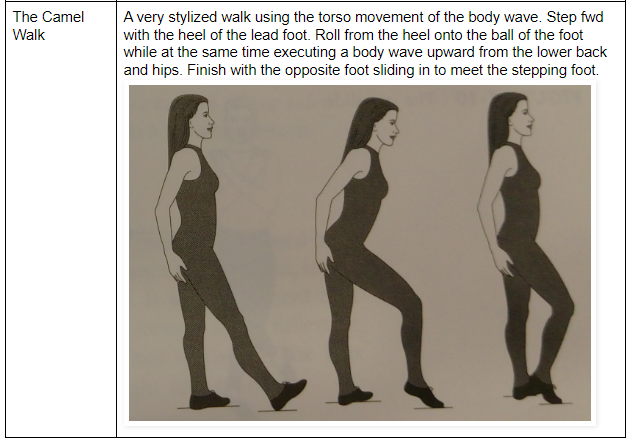 The Camel
Walk
A very stylized walk using the torso movement of the body wave. Step fwd
with the heel of the lead foot. Roll from the heel onto the ball of the foot
while at the same time executing a body wave upward from the lower back
and hips. Finish with the opposite foot sliding in to meet the stepping foot.